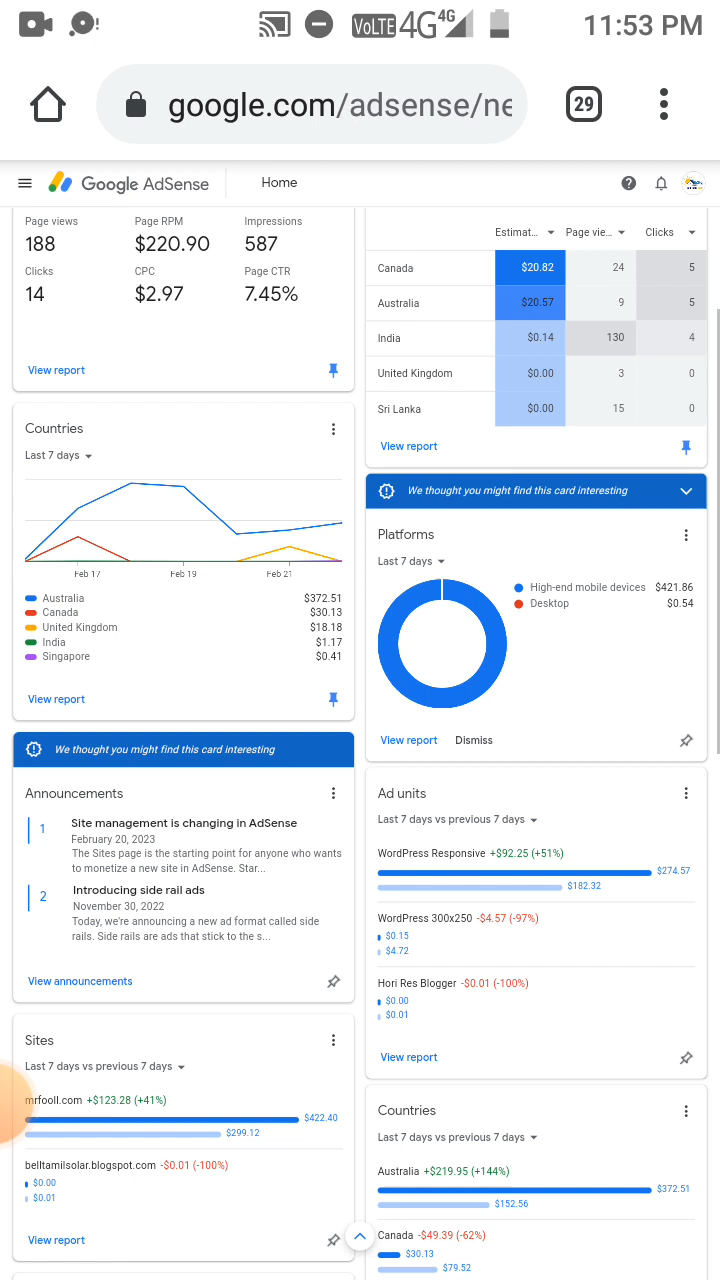 VoLTE 4G 4G 11:53 PM
google.com/adsense/ne
29
Google AdSense Home
Page views Page RPM Impressions
188 $220.90 587
Clicks CPC Page CTR
14 $2.97 7.45%
View report
Countries
Last 7 days
Feb 17 Feb 19 Feb 21
Australia $372.51
Canada $30.13
United Kingdom $18.18
India $1.17
Singapore $0.41
View report
We thought you might find this card interesting
Announcements
1 Site management is changing in AdSense
February 20, 2023
The Sites page is the starting point for anyone who wants
to monetize a new site in AdSense. Star...
2 Introducing side rail ads
November 30, 2022
Today, we're announcing a new ad format called side
rails. Side rails are ads that stick to the s...
View announcements
Sites
Last 7 days vs previous 7 days
mrfooll.com +$123.28 (+41%)
$422.40
$299.12
belltamilsolar.blogspot.com -$0.01 (-100%)
$0.00
$0.01
View report
Estimat... Page vie... Clicks
Canada $20.82 24 5
Australia $20.57 9 5
India $0.14 130 4
United Kingdom $0.00 3 0
Sri Lanka $0.00 15 0
View report
We thought you might find this card interesting
Platforms
Last 7 days
High-end mobile devices $421.86
Desktop $0.54
View report Dismiss
Ad units
Last 7 days vs previous 7 days
WordPress Responsive +$92.25 (+51%)
$274.57
$182.32
WordPress 300x250 -$4.57 (-97%)
$0.15
$4.72
Hori Res Blogger -$0.01 (-100%)
$0.00
$0.01
View report
Countries
Last 7 days vs previous 7 days
Australia +$219.95 (+144%)
$372.51
$152.56
Canada -$49.39 (-62%)
$30.13
$79.52